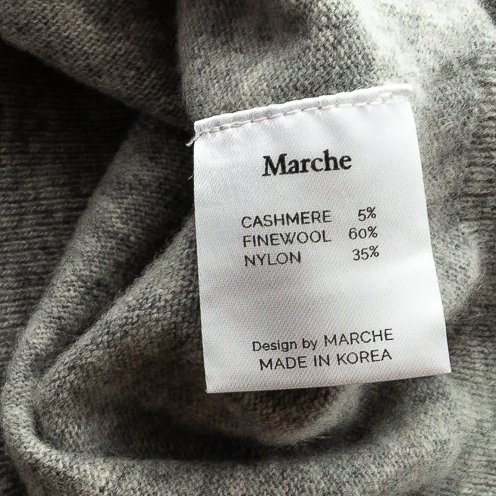 Marche
CASHMERE 5%
FINEWOOL 60%
NYLON 35%
Design by MARCHE
MADE IN KOREA